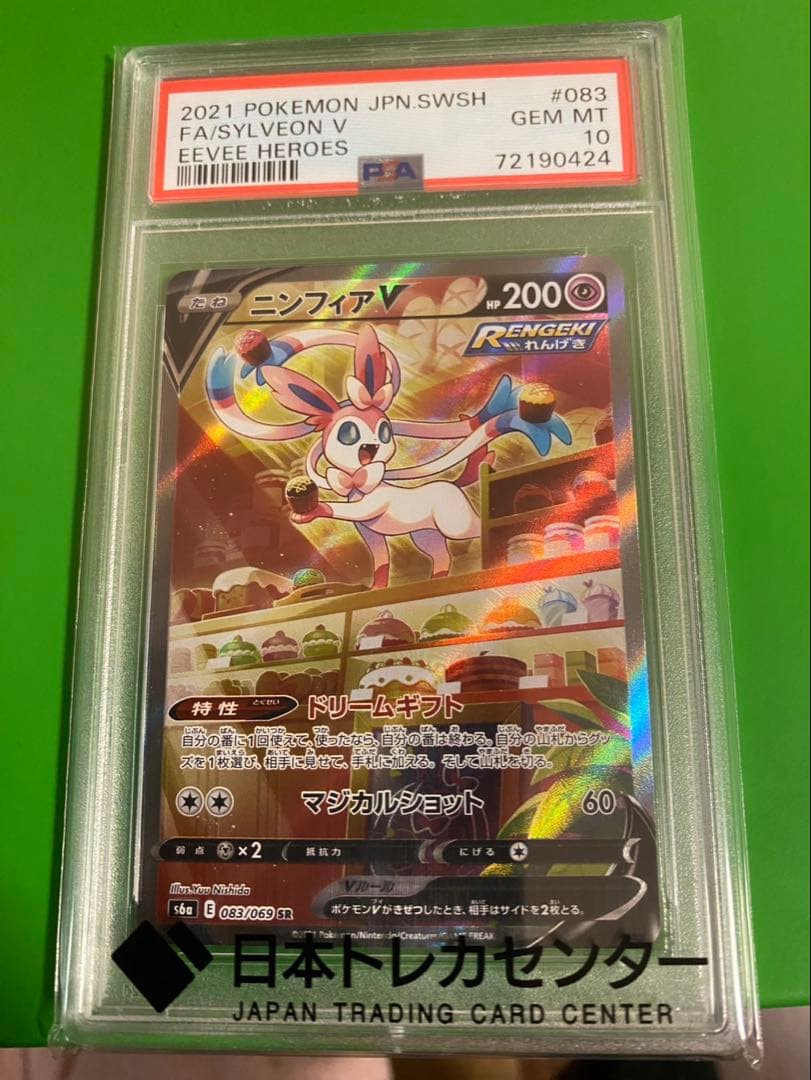 2021 POKEMON JPN.SWSH #083
FA/SYLVEON V GEM MT
EEVEE HEROES 10
72190424
PSA
たね ニンフィアV HP 200
RENGEKI
れんげき
特性 とくせい ドリームギフト
自分の番に1回使えて、使ったなら、自分の番は終わる。自分の山札からグッ
ズを1枚選び、相手に見せて、手札に加える。そして山札を切る。
マジカルショット 60
弱点 ×2 抵抗力 にげる
Illus.Yuu Nishida
Vルール
s6a E 083/069 SR
ポケモンVがきぜつしたとき、相手はサイドを2枚とる。
日本トレカセンター
JAPAN TRADING CARD CENTER